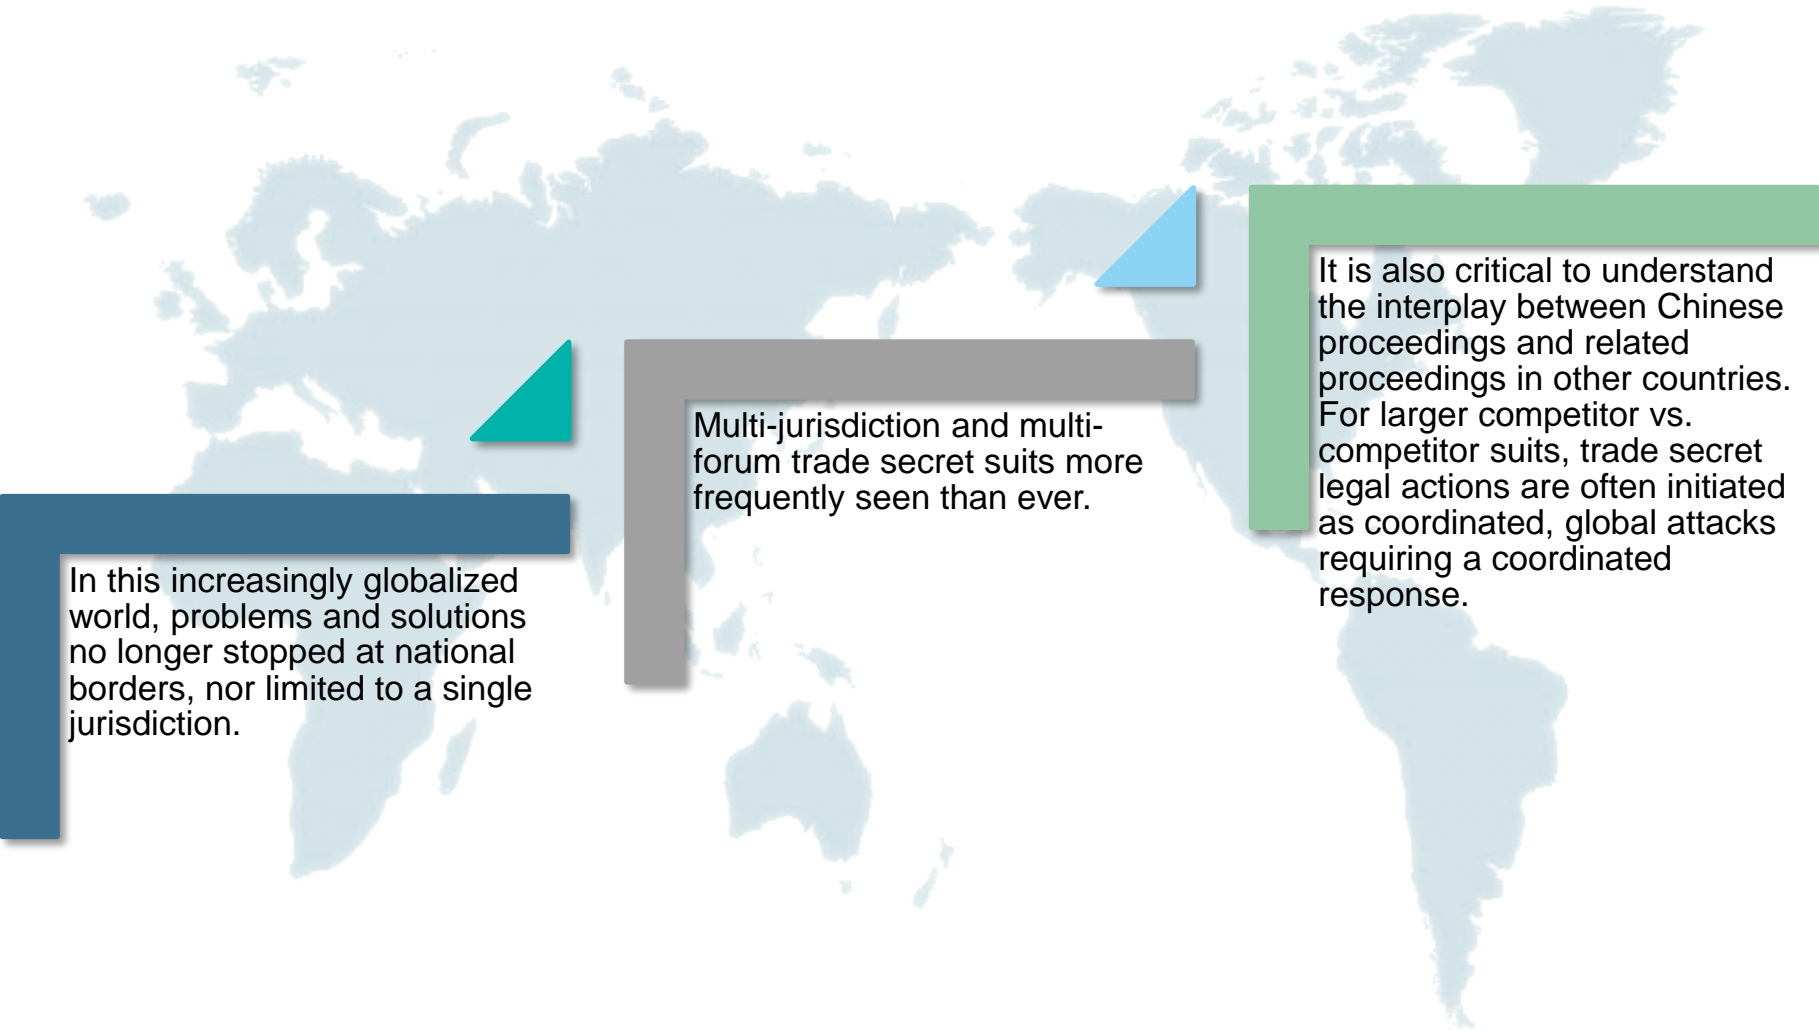 In this increasingly globalized
world, problems and solutions
no longer stopped at national
borders, nor limited to a single
jurisdiction.
Multi-jurisdiction and multi-
forum trade secret suits more
frequently seen than ever.
It is also critical to understand
the interplay between Chinese
proceedings and related
proceedings in other countries.
For larger competitor vs.
competitor suits, trade secret
legal actions are often initiated
as coordinated, global attacks
requiring a coordinated
response.